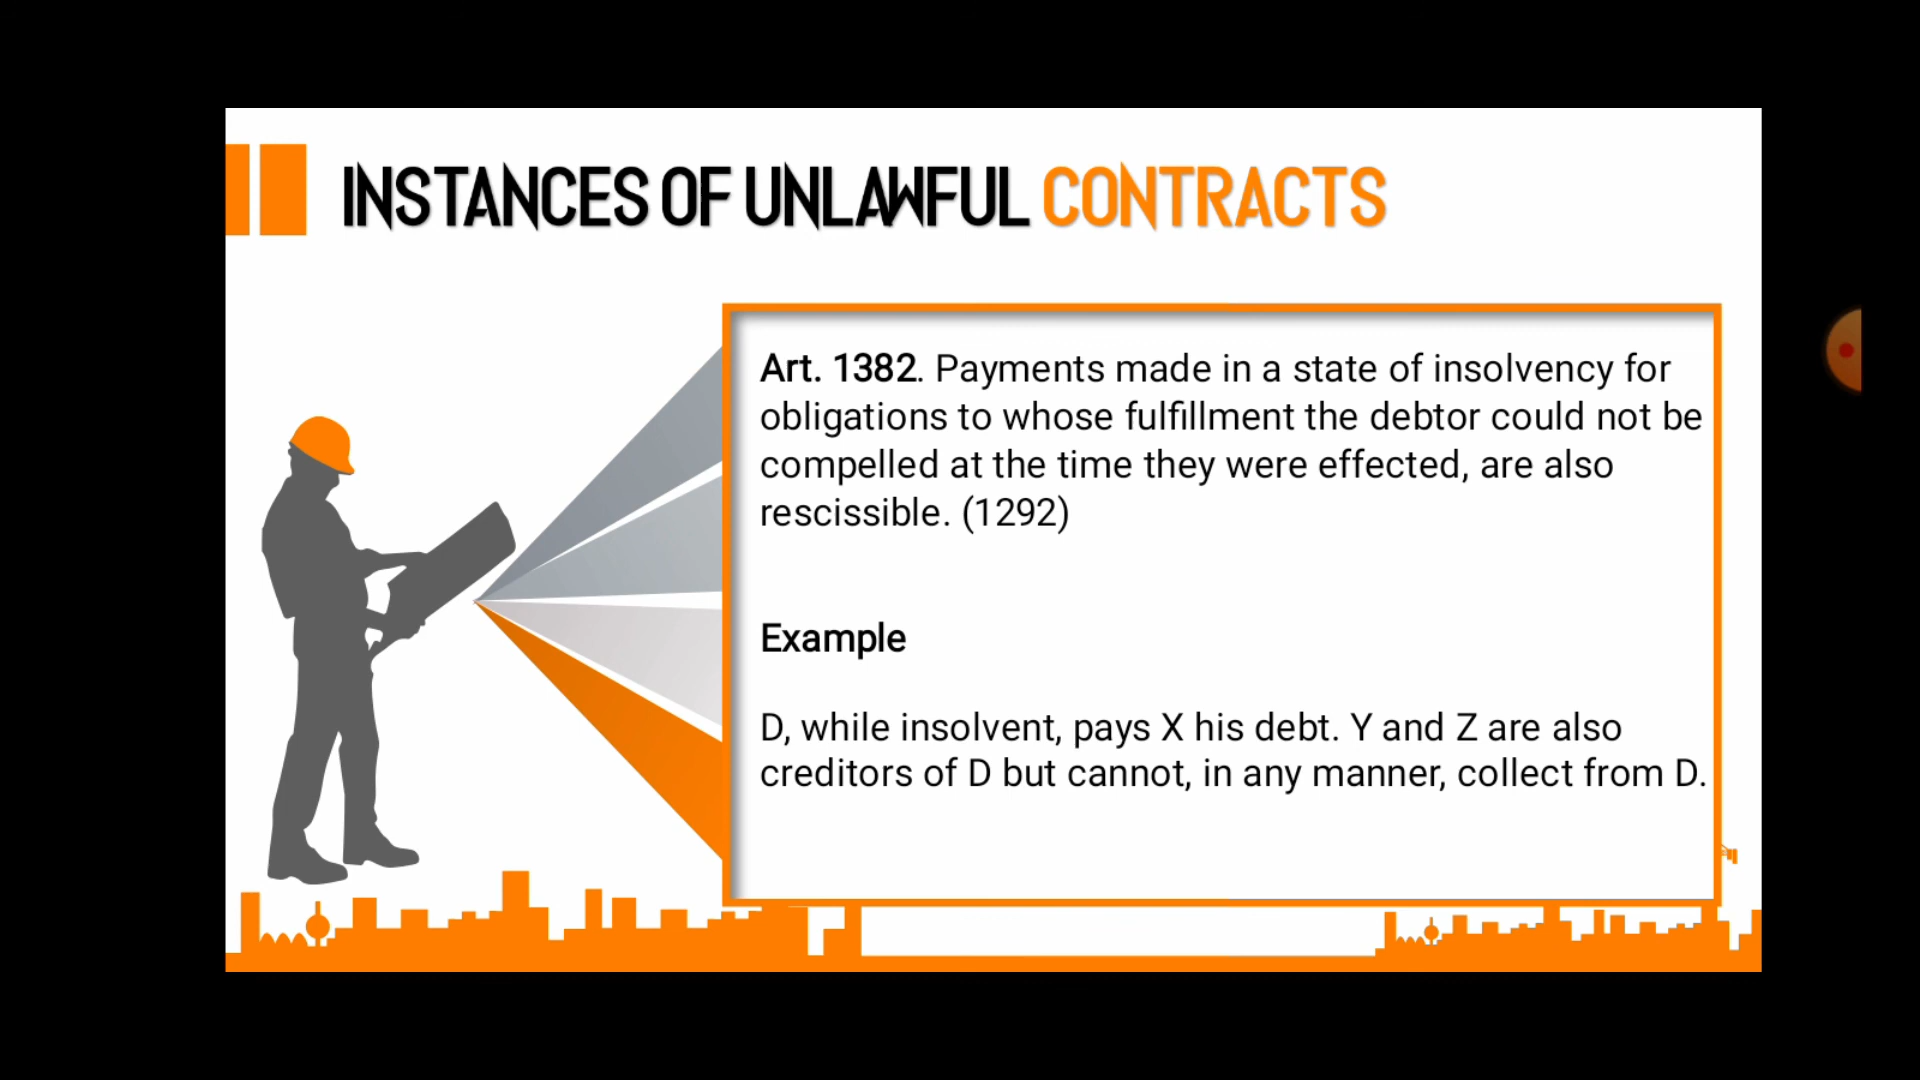 INSTANCES OF UNLAWFUL CONTRACTS
Art. 1382. Payments made in a state of insolvency for
obligations to whose fulfillment the debtor could not be
compelled at the time they were effected, are also
rescissible. (1292)
Example
D, while insolvent, pays X his debt. Y and Z are also
creditors of D but cannot, in any manner, collect from D.